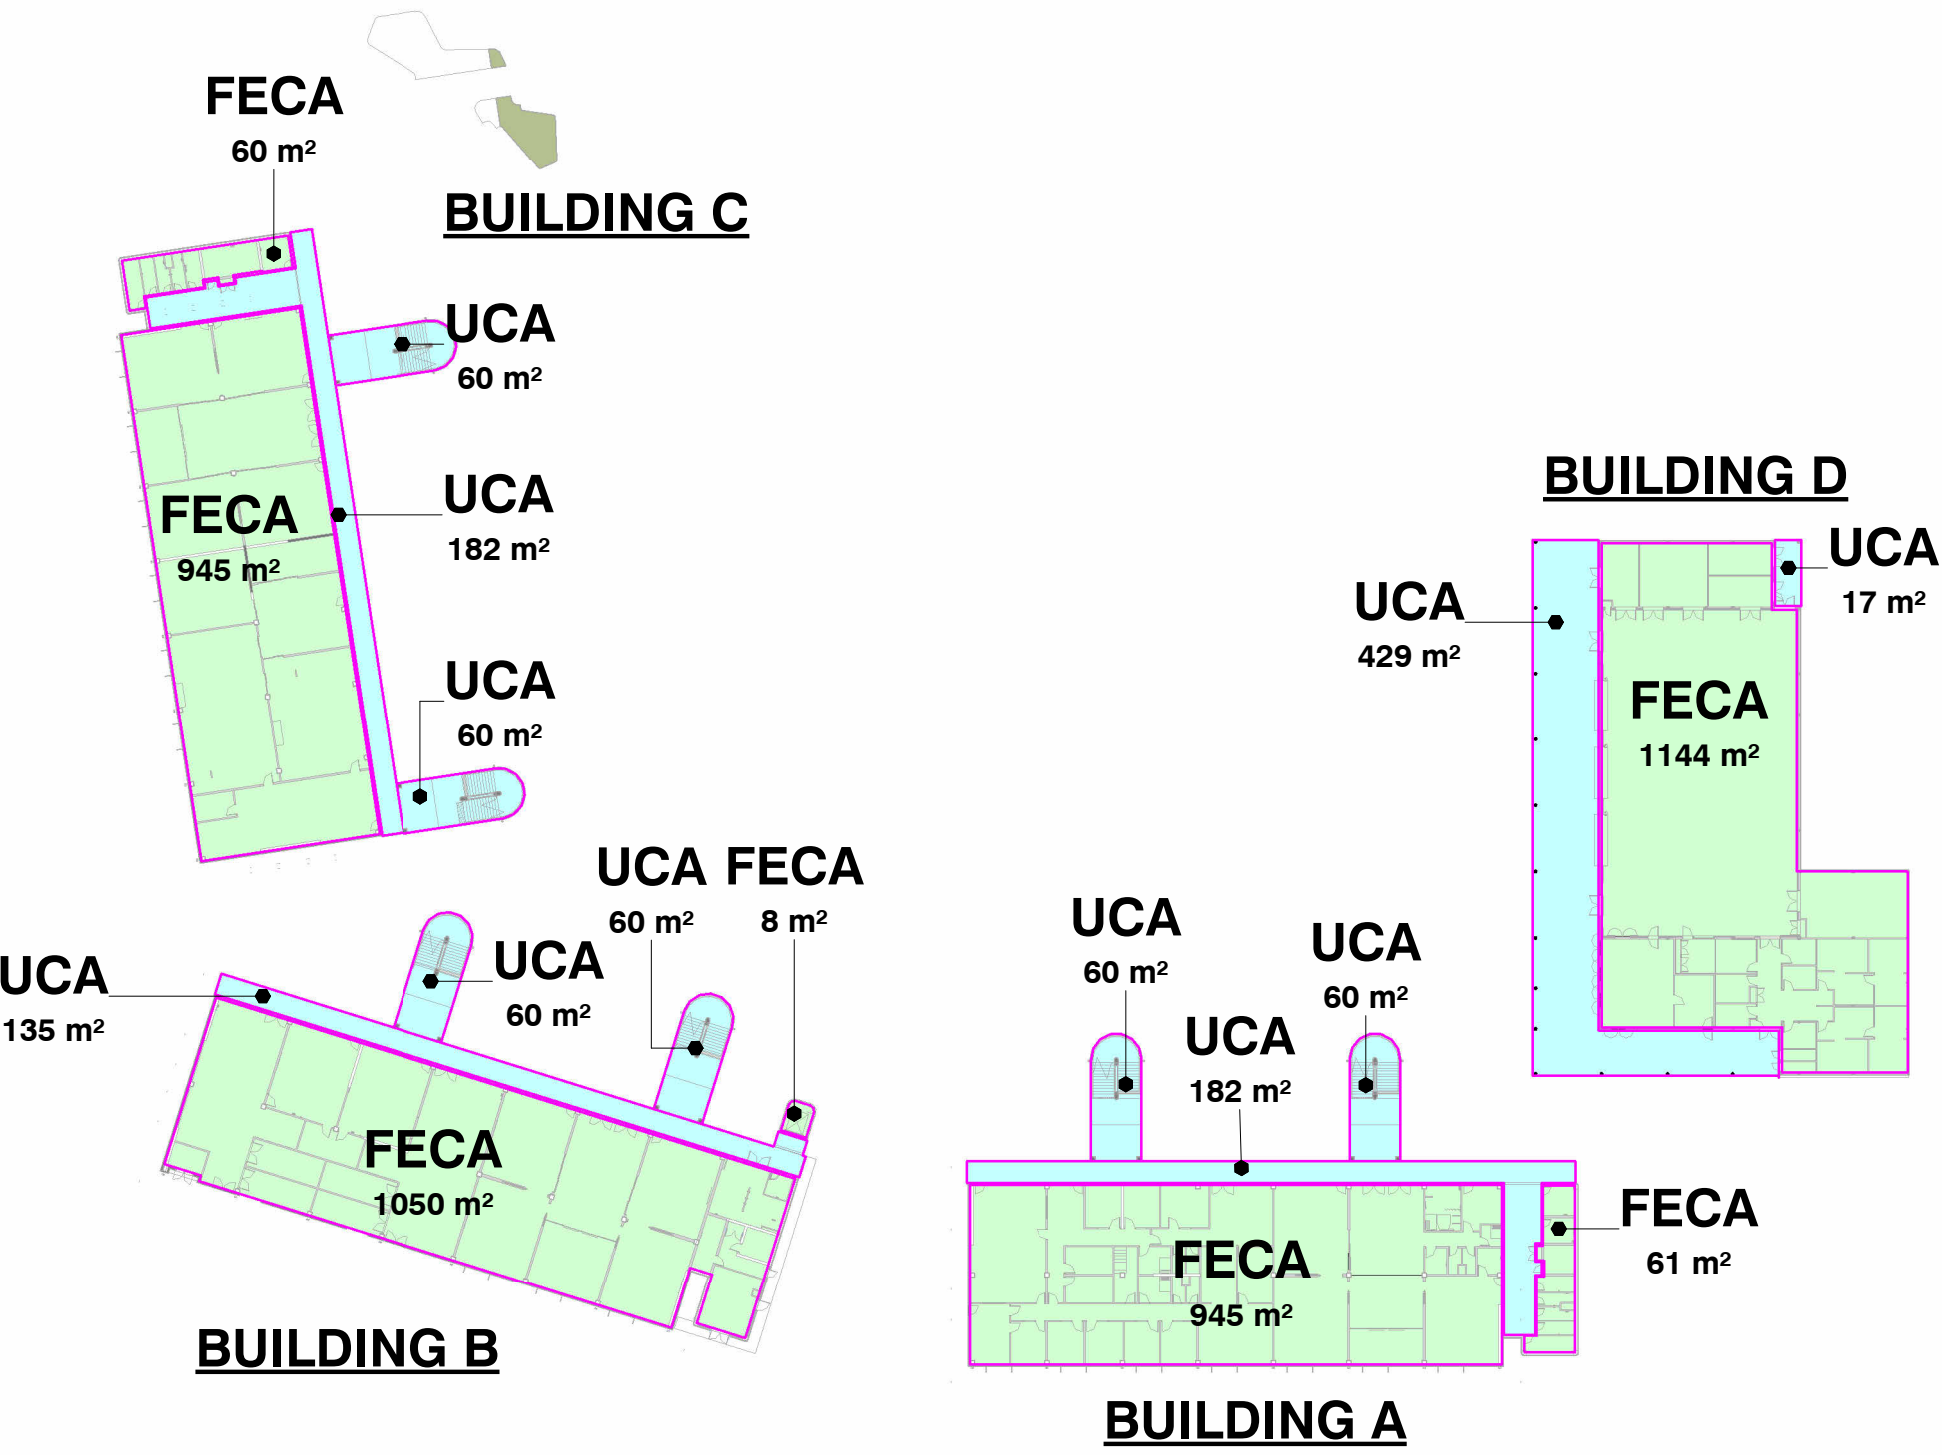 FECA
60 m²
BUILDING C
UCA
60 m²
UCA
182 m²
FECA
945 m²
UCA
60 m²
BUILDING D
UCA
17 m²
UCA
429 m²
FECA
1144 m²
UCA
60 m²
FECA
8 m²
UCA
60 m²
UCA
135 m²
FECA
1050 m²
BUILDING B
UCA
60 m²
UCA
60 m²
UCA
182 m²
FECA
61 m²
FECA
945 m²
BUILDING A